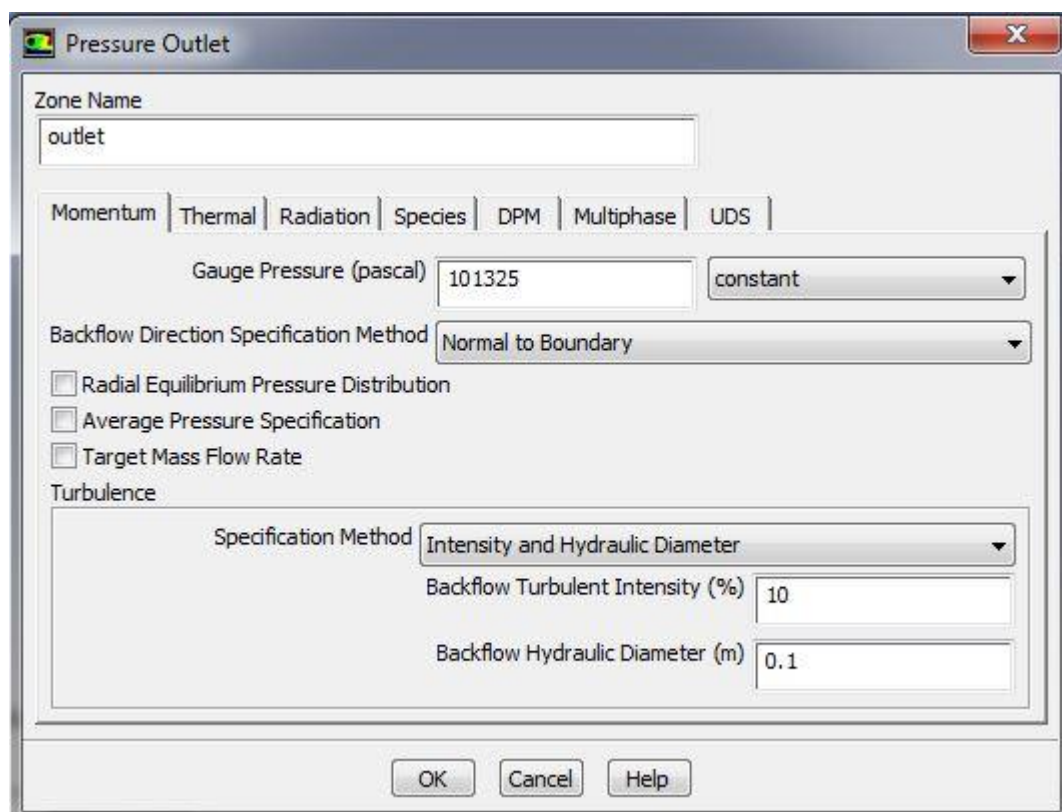 Pressure Outlet
Zone Name
outlet
Momentum Thermal Radiation Species DPM Multiphase UDS
Gauge Pressure (pascal) 101325 constant
Backflow Direction Specification Method Normal to Boundary
Radial Equilibrium Pressure Distribution
Average Pressure Specification
Target Mass Flow Rate
Turbulence
Specification Method Intensity and Hydraulic Diameter
Backflow Turbulent Intensity (%) 10
Backflow Hydraulic Diameter (m) 0.1
OK Cancel Help